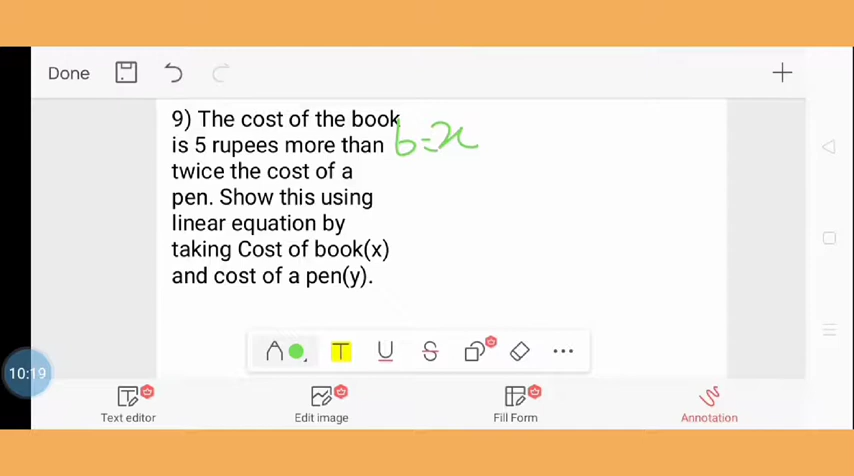 Done
9) The cost of the book
is 5 rupees more than
b=x
twice the cost of a
pen. Show this using
linear equation by
taking Cost of book(x)
and cost of a pen(y).
T
U
S
10:19
Text editor
Edit image
Fill Form
Annotation